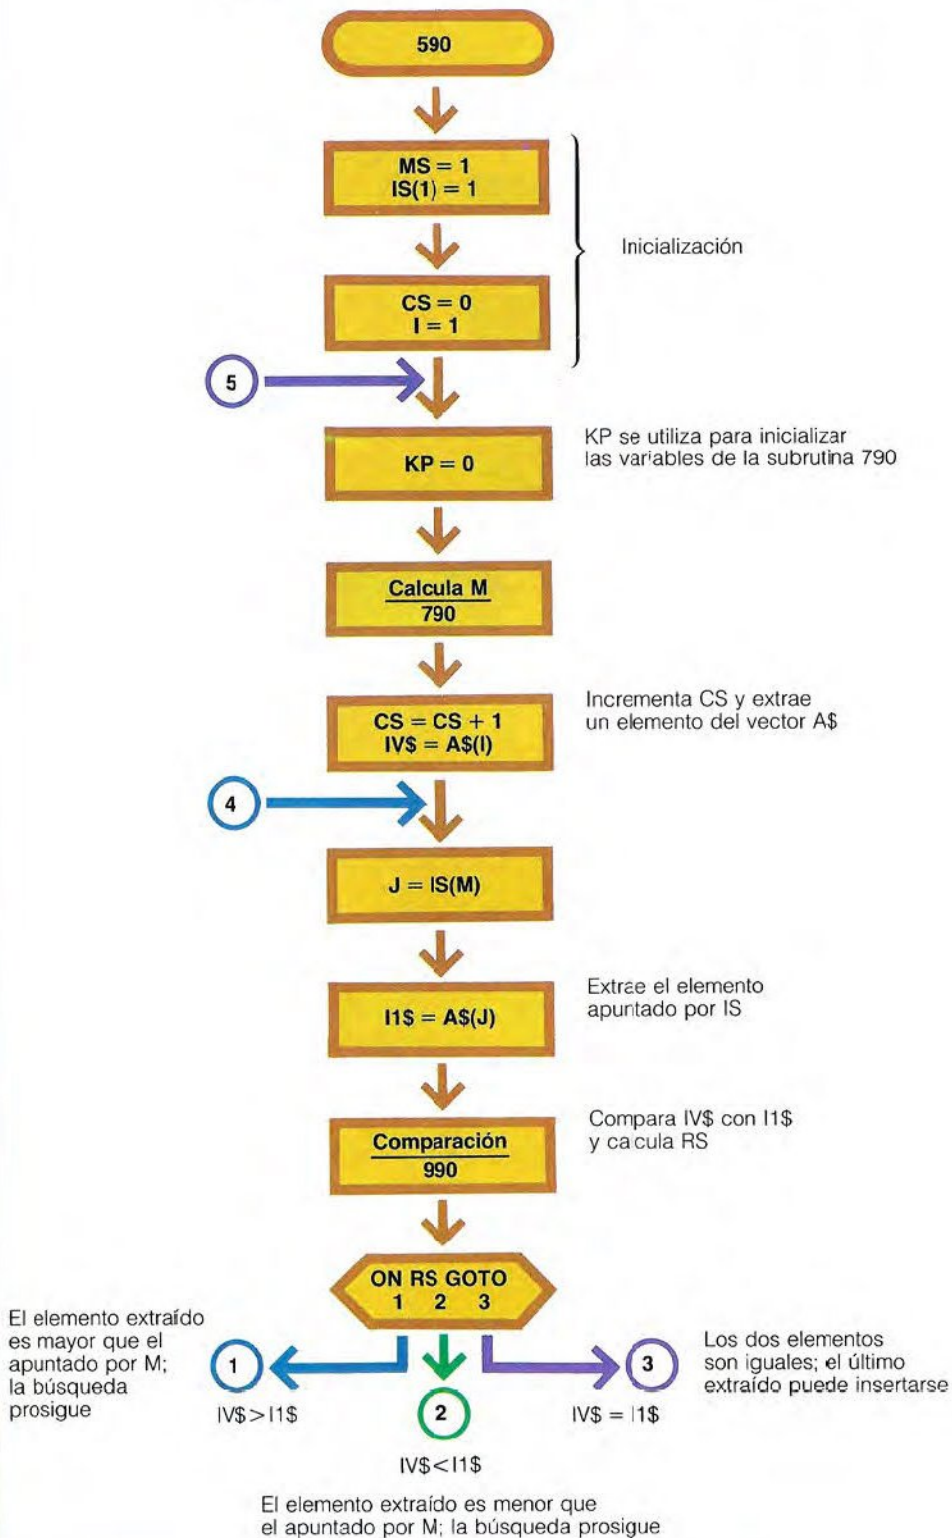 590
MS = 1
IS(1) = 1
Inicialización
CS = 0
I = 1
5
KP = 0
KP se utiliza para inicializar
las variables de la subrutina 790
Calcula M
790
CS = CS + 1
IV$ = A$(I)
Incrementa CS y extrae
un elemento del vector A$
4
J = IS(M)
I1$ = A$(J)
Extrae el elemento
apuntado por IS
Comparación
990
Compara IV$ con I1$
y calcula RS
ON RS GOTO
1 2 3
El elemento extraído
es mayor que el
apuntado por M;
la búsqueda
prosigue
1
IV$ > I1$
2
IV$ < I1$
El elemento extraído es menor que
el apuntado por M; la búsqueda prosigue
3
IV$ = I1$
Los dos elementos
son iguales; el último
extraído puede insertarse